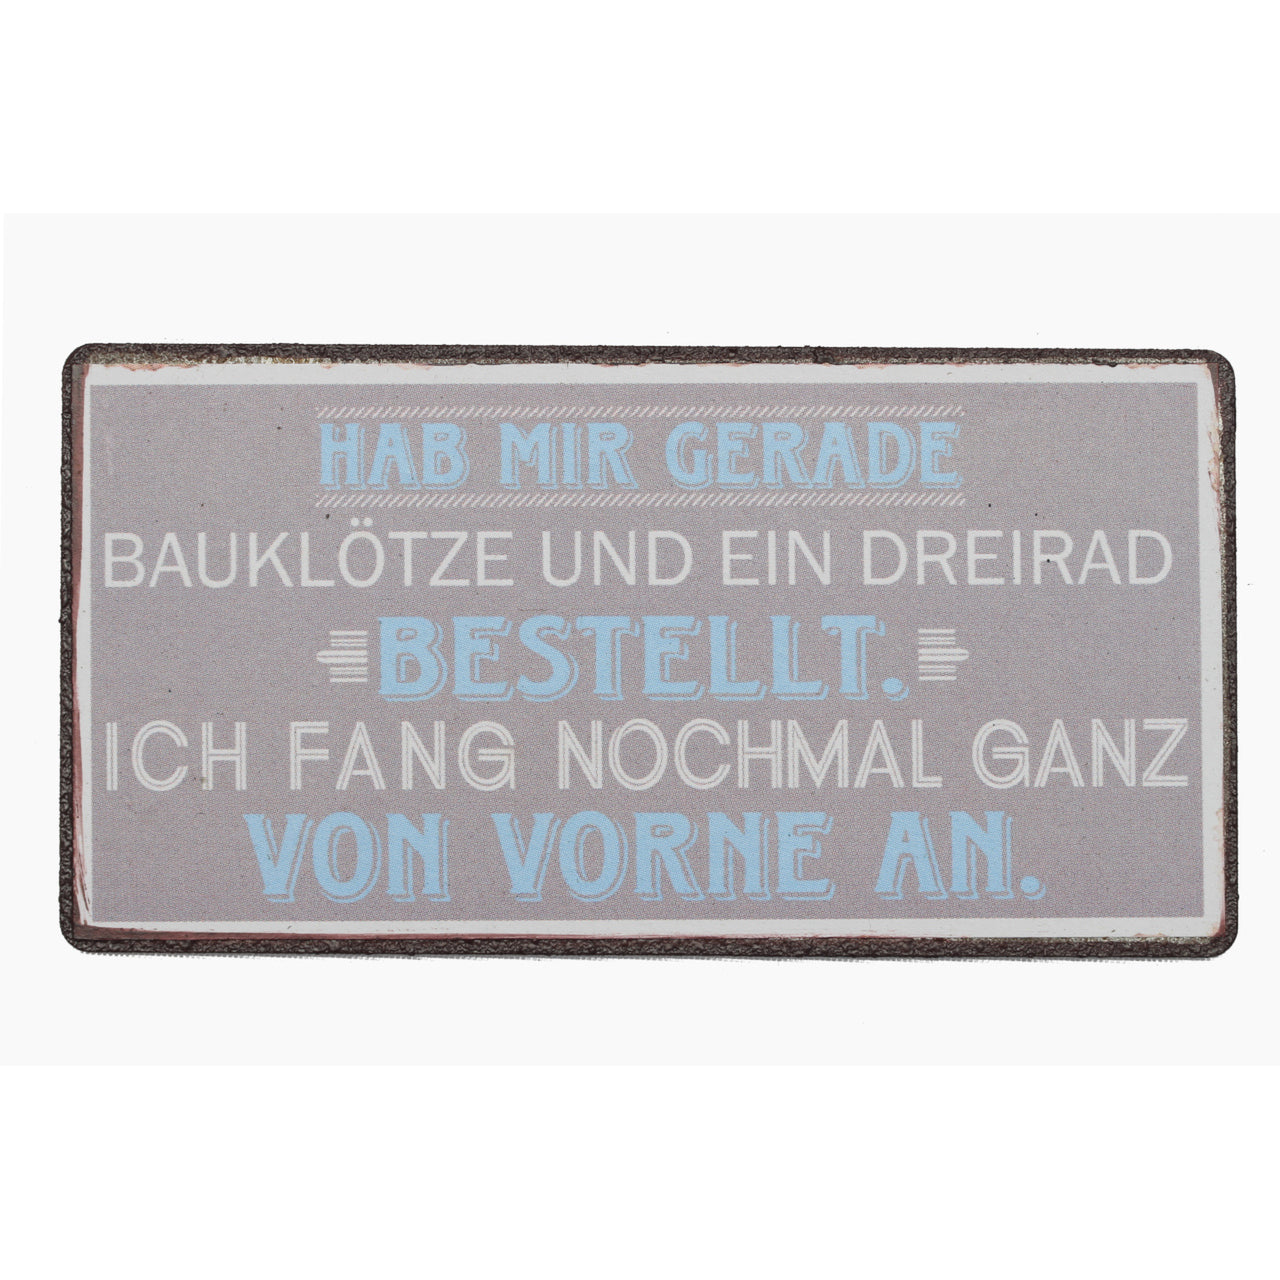 HAB MIR GERADE
BAUKLÖTZE UND EIN DREIRAD
BESTELLT.
ICH FANG NOCHMAL GANZ
VON VORNE AN.